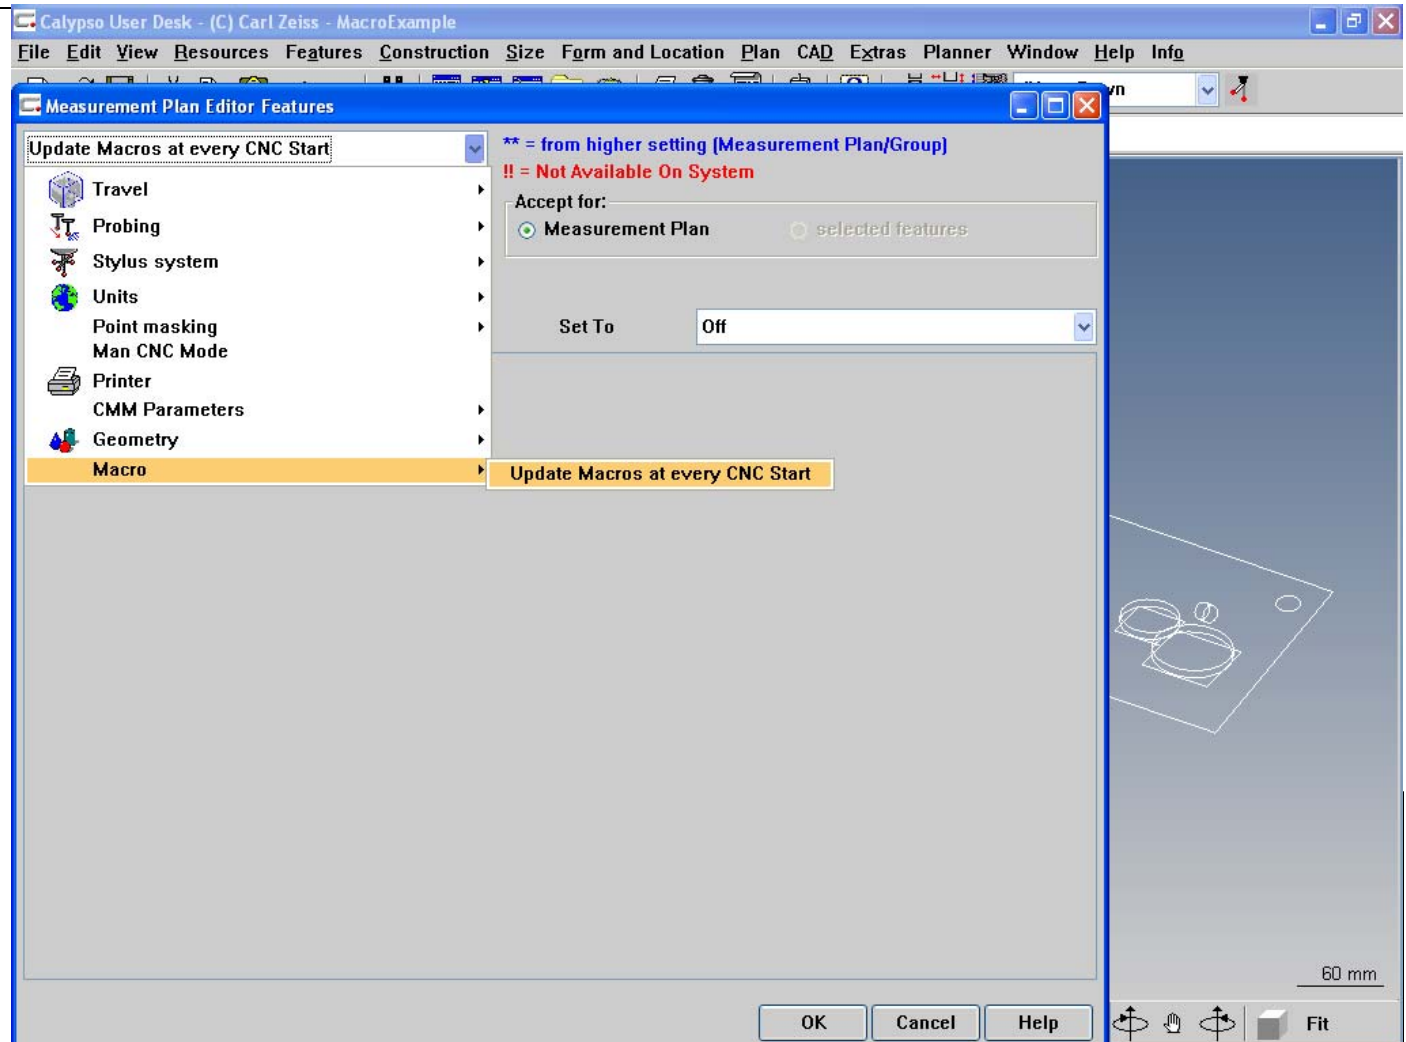 Calypso User Desk - (C) Carl Zeiss - MacroExample
File Edit View Resources Features Construction Size Form and Location Plan CAD Extras Planner Window Help Info
Measurement Plan Editor Features
Update Macros at every CNC Start
** = from higher setting (Measurement Plan/Group)
!! = Not Available On System
Travel
Probing
Stylus system
Units
Point masking
Man CNC Mode
Printer
CMM Parameters
Geometry
Macro
Update Macros at every CNC Start
Accept for:
Measurement Plan selected features
Set To Off
60 mm
OK Cancel Help
Fit